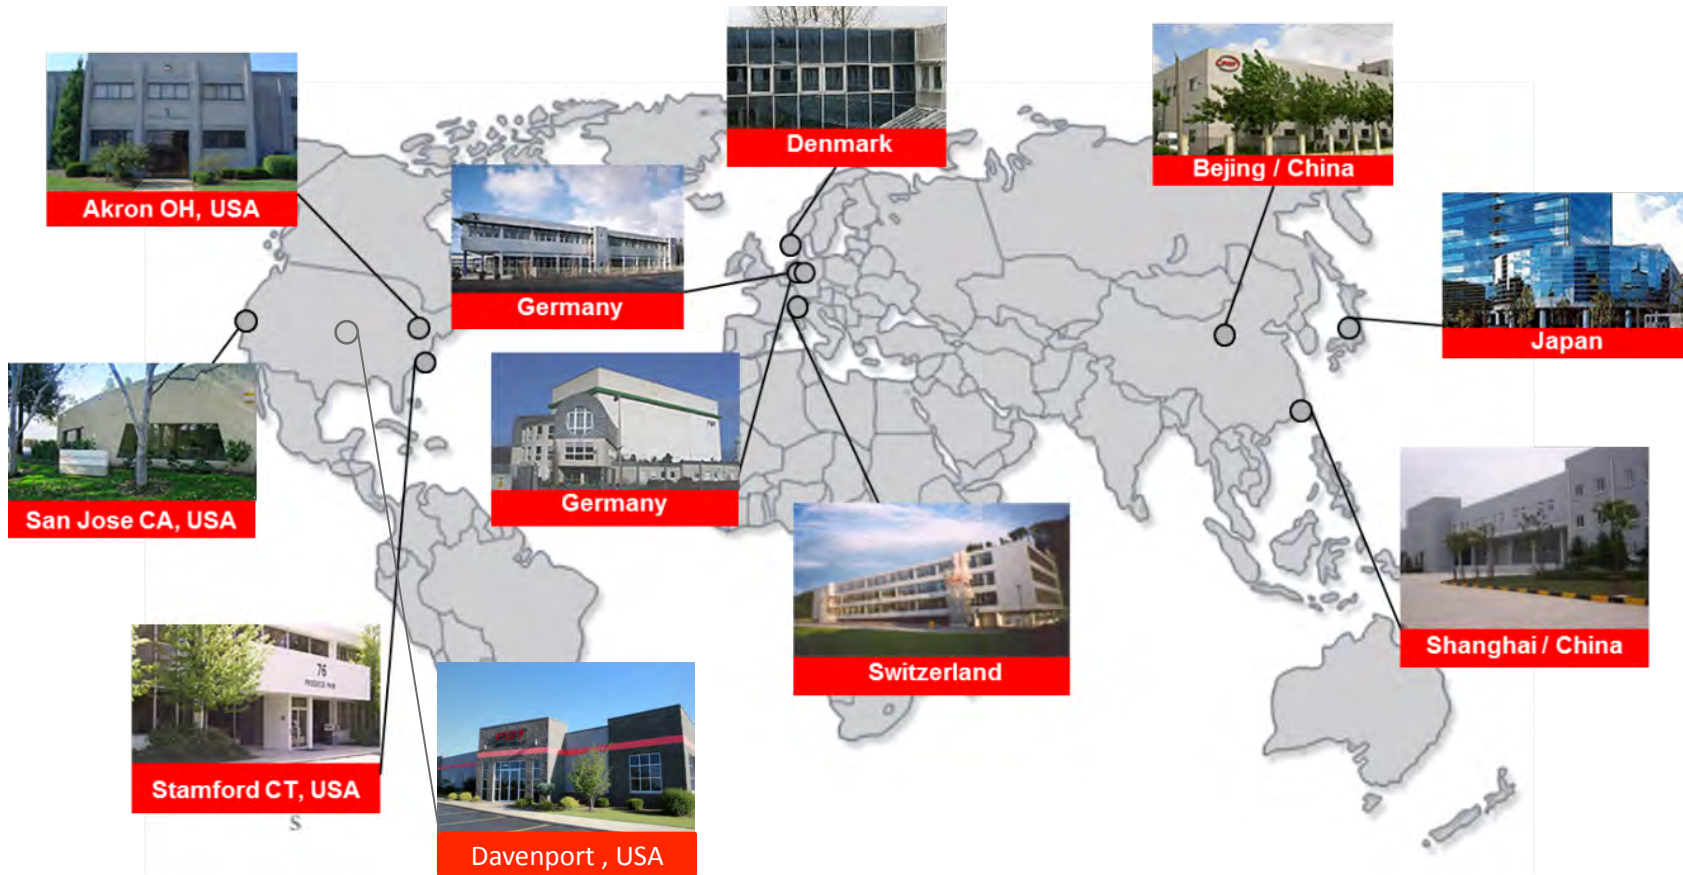 Denmark
Bejing / China
Akron OH, USA
Germany
Japan
Germany
San Jose CA, USA
Shanghai / China
Switzerland
76
Stamford CT, USA
S
Davenport , USA